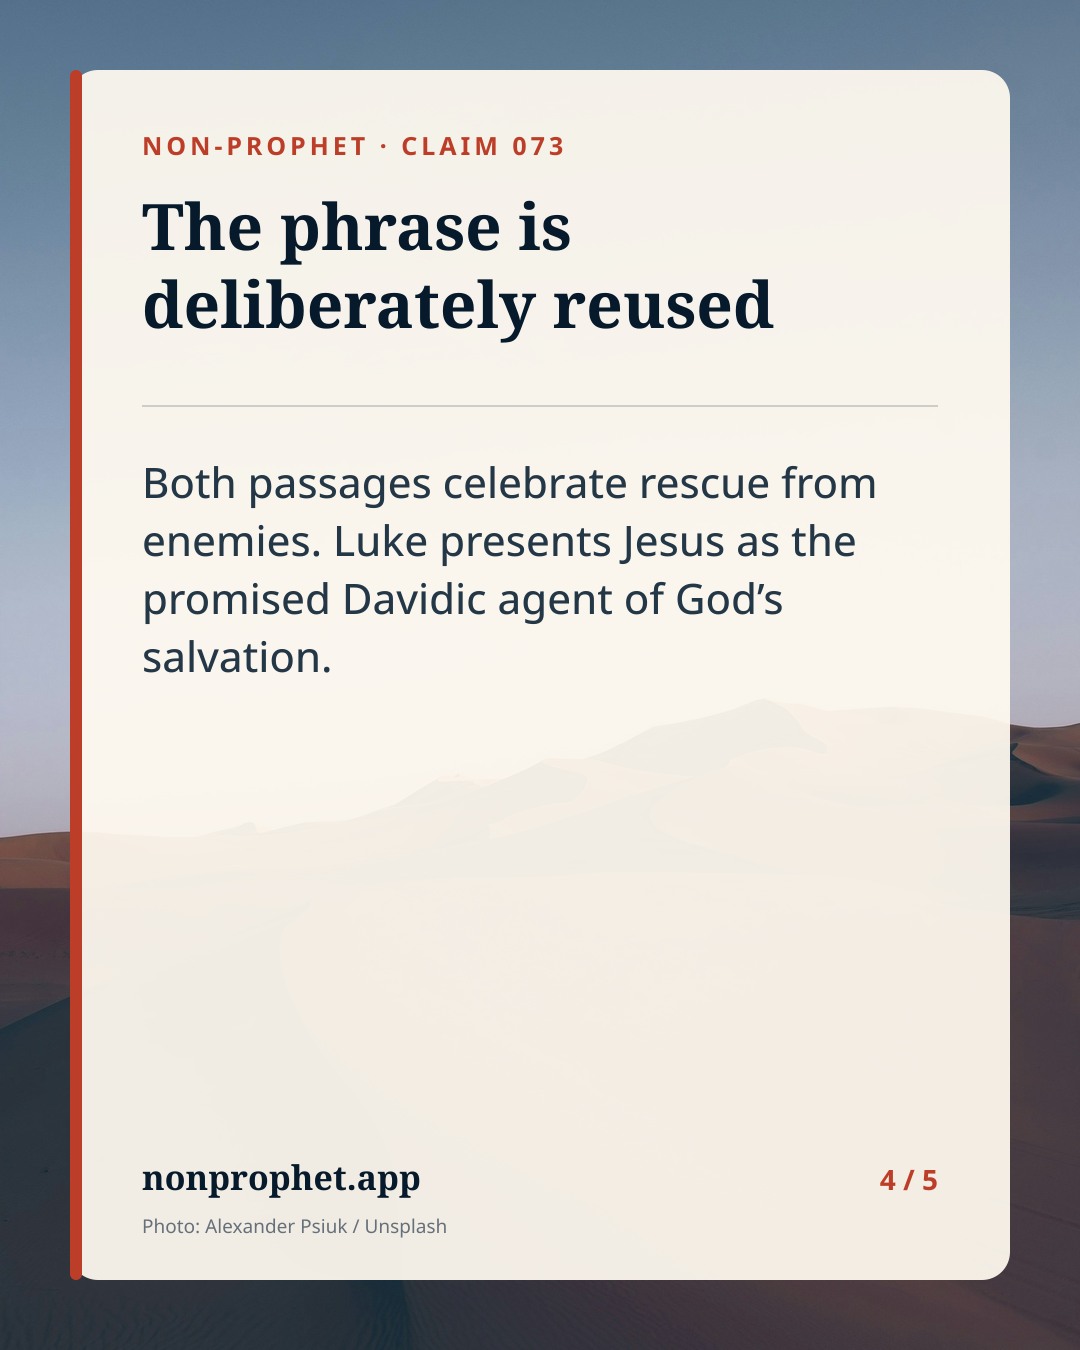 NON-PROPHET · CLAIM 073
The phrase is
deliberately reused
Both passages celebrate rescue from
enemies. Luke presents Jesus as the
promised Davidic agent of God’s
salvation.
nonprophet.app
4 / 5
Photo: Alexander Psiuk / Unsplash